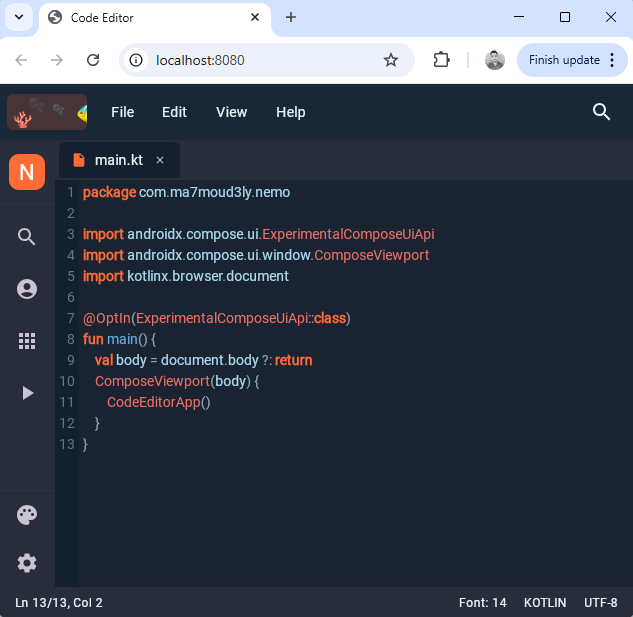 Code Editor
localhost:8080
Finish update
File Edit View Help
N
main.kt
1 package com.ma7moud3ly.nemo
2
3 import androidx.compose.ui.ExperimentalComposeUiApi
4 import androidx.compose.ui.window.ComposeViewport
5 import kotlinx.browser.document
6
7 @OptIn(ExperimentalComposeUiApi::class)
8 fun main() {
9 val body = document.body ?: return
10 ComposeViewport(body) {
11 CodeEditorApp()
12 }
13 }
Ln 13/13, Col 2 Font: 14 KOTLIN UTF-8